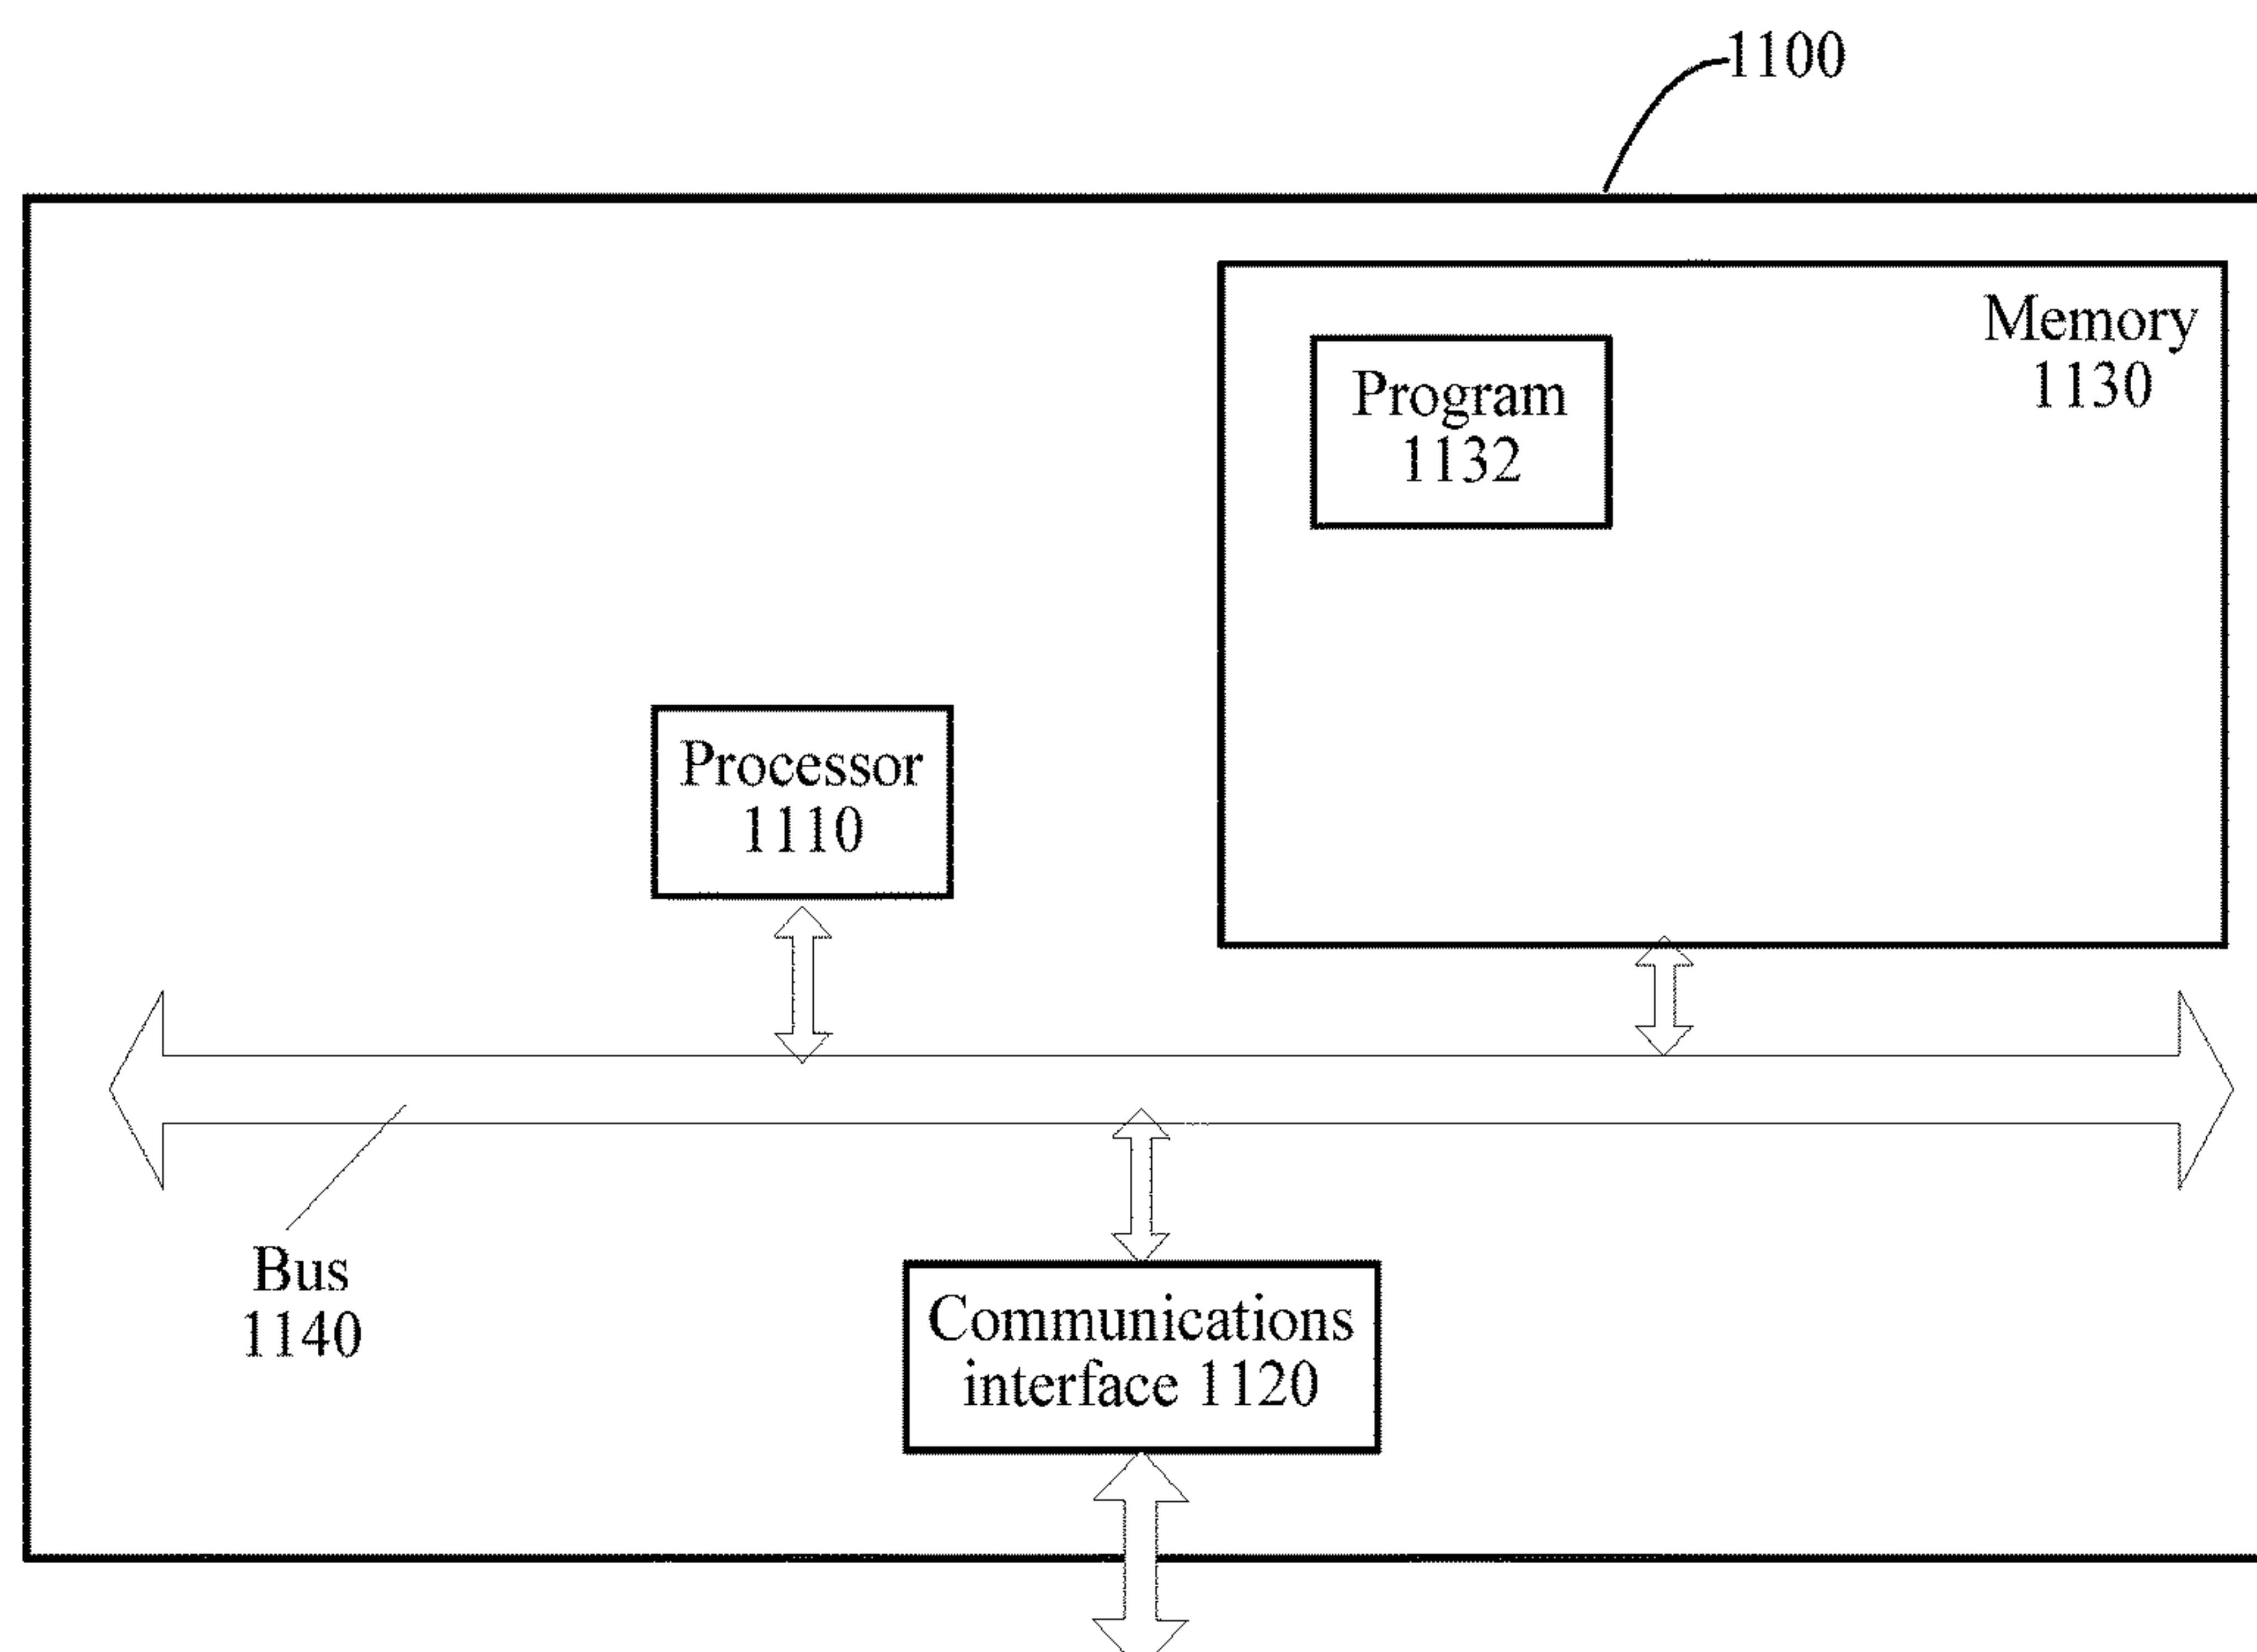 1100
Memory
1130
Program
1132
Processor
1110
Bus
1140
Communications
interface 1120